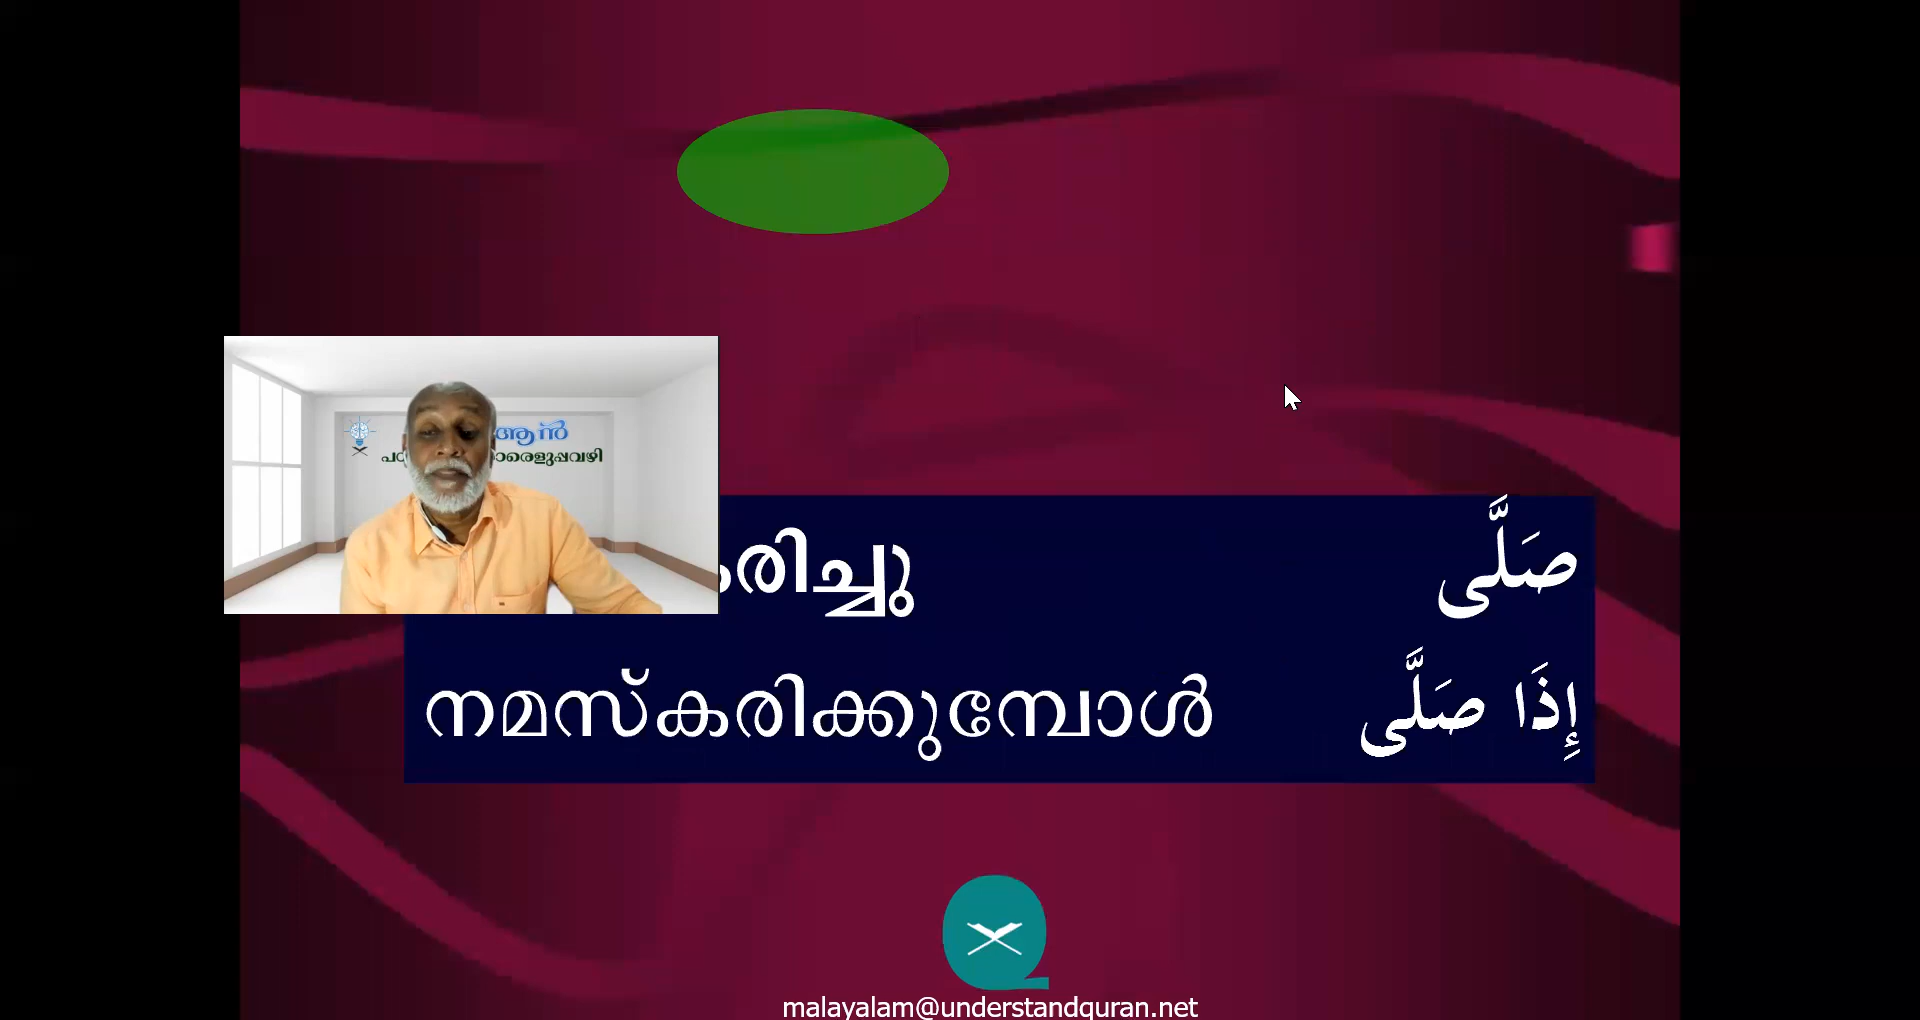 ആൻ
രിച്ചു صَلَّى
നമസ്കരിക്കുമ്പോൾ إِذَا صَلَّى
malayalam@understandquran.net